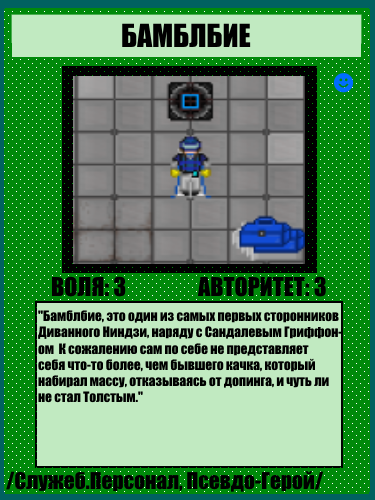 БАМБЛБИЕ
ВОЛЯ: 3 АВТОРИТЕТ: 3
"Бамблбие, это один из самых первых сторонников
Диванного Ниндзи, наряду с Сандалевым Гриффон-
ом К сожалению сам по себе не представляет
себя что-то более, чем бывшего качка, который
набирал массу, отказываясь от допинга, и чуть ли
не стал Толстым."
/Служеб.Персонал, Псевдо-Герой/